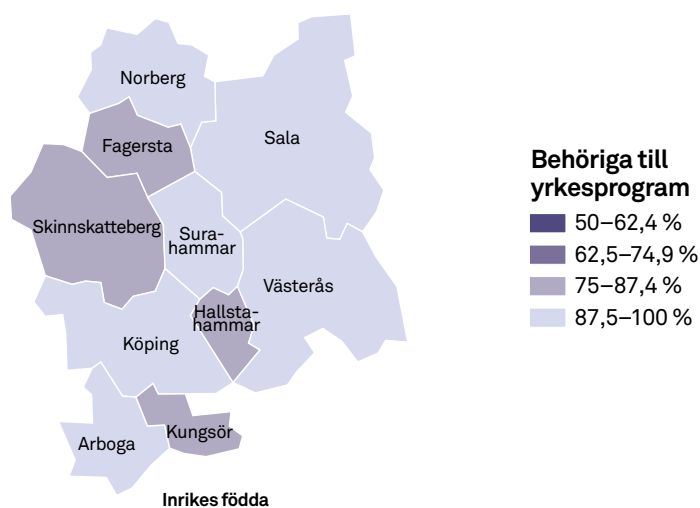 Norberg
Sala
Fagersta
Skinnskatteberg
Sura-
hammar
Västerås
Hallsta-
hammar
Köping
Kungsör
Arboga
Inrikes födda
Behöriga till
yrkesprogram
50–62,4 %
62,5–74,9 %
75–87,4 %
87,5–100 %